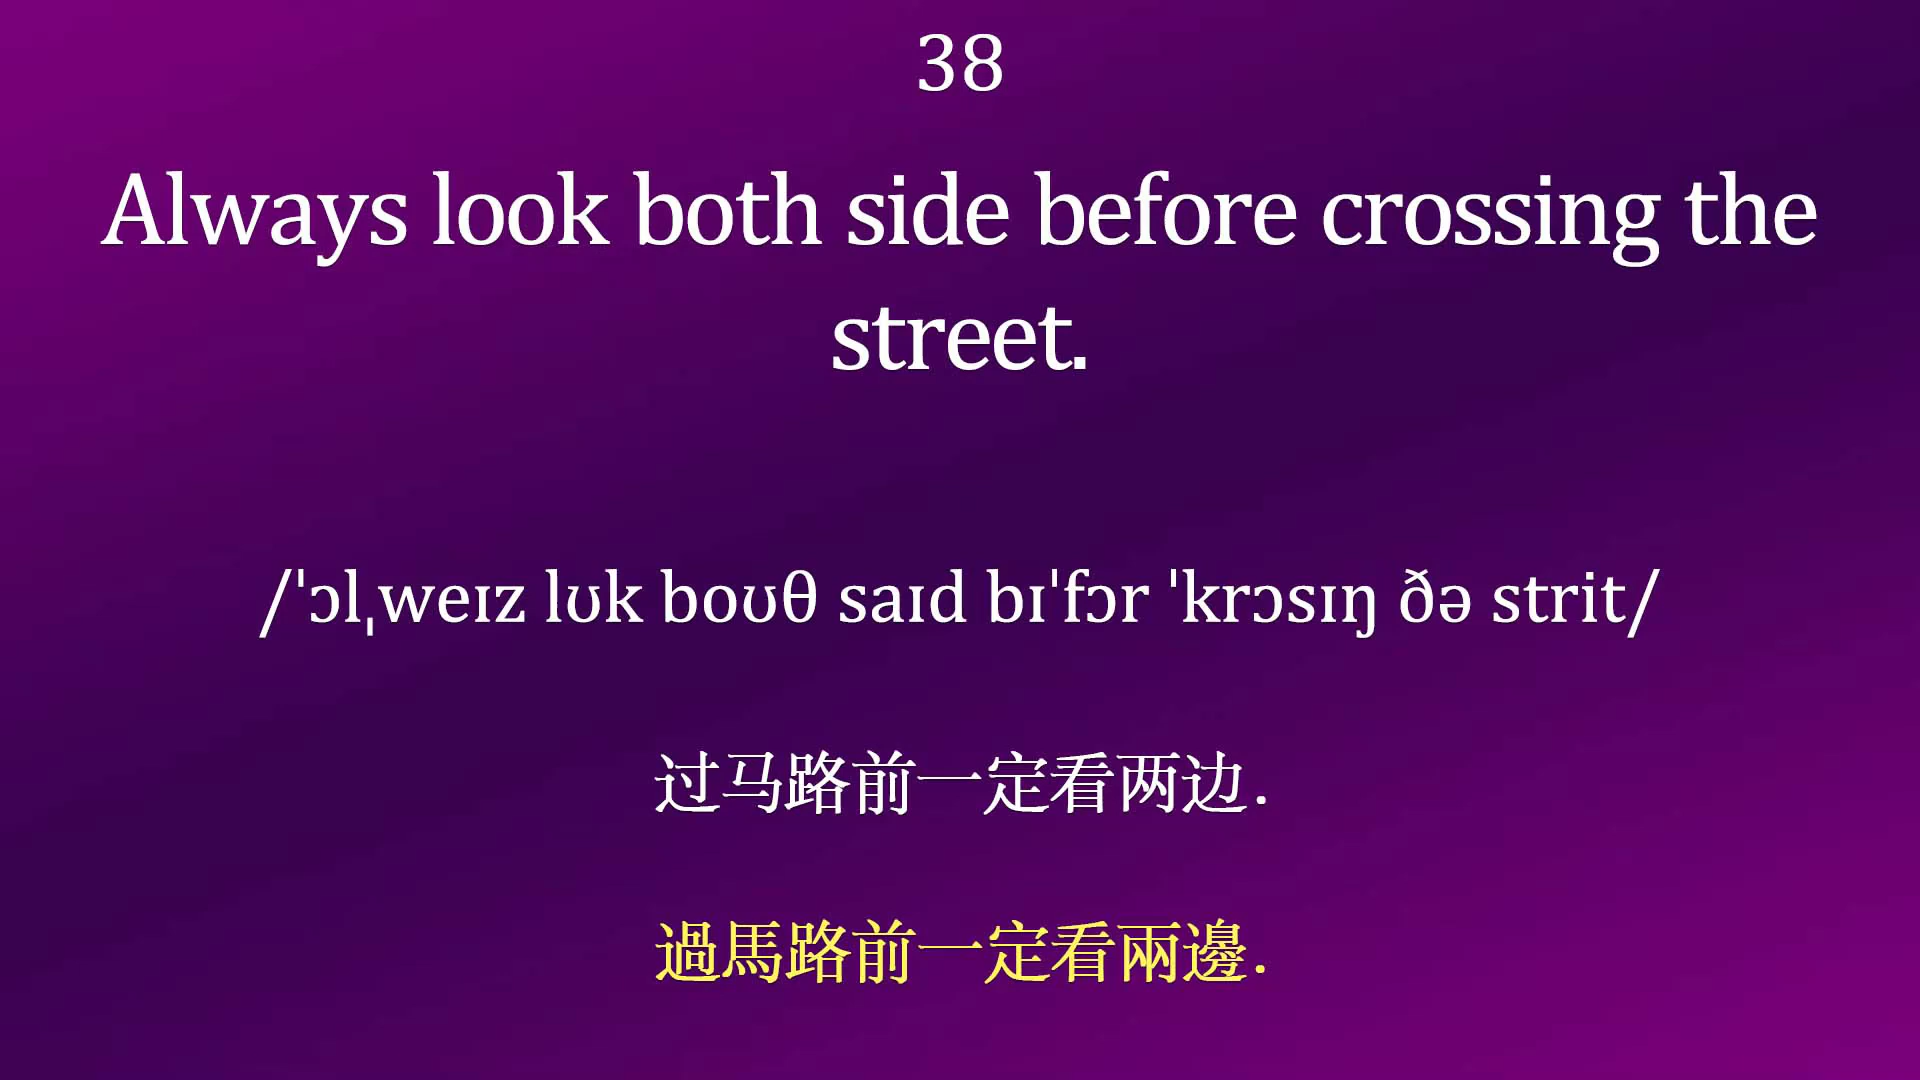 38
Always look both side before crossing the
street.
/ˈɔlˌweɪz lʊk boʊθ saɪd bɪˈfɔr ˈkrɔsɪŋ ðə strit/
过马路前一定看两边.
過馬路前一定看兩邊.